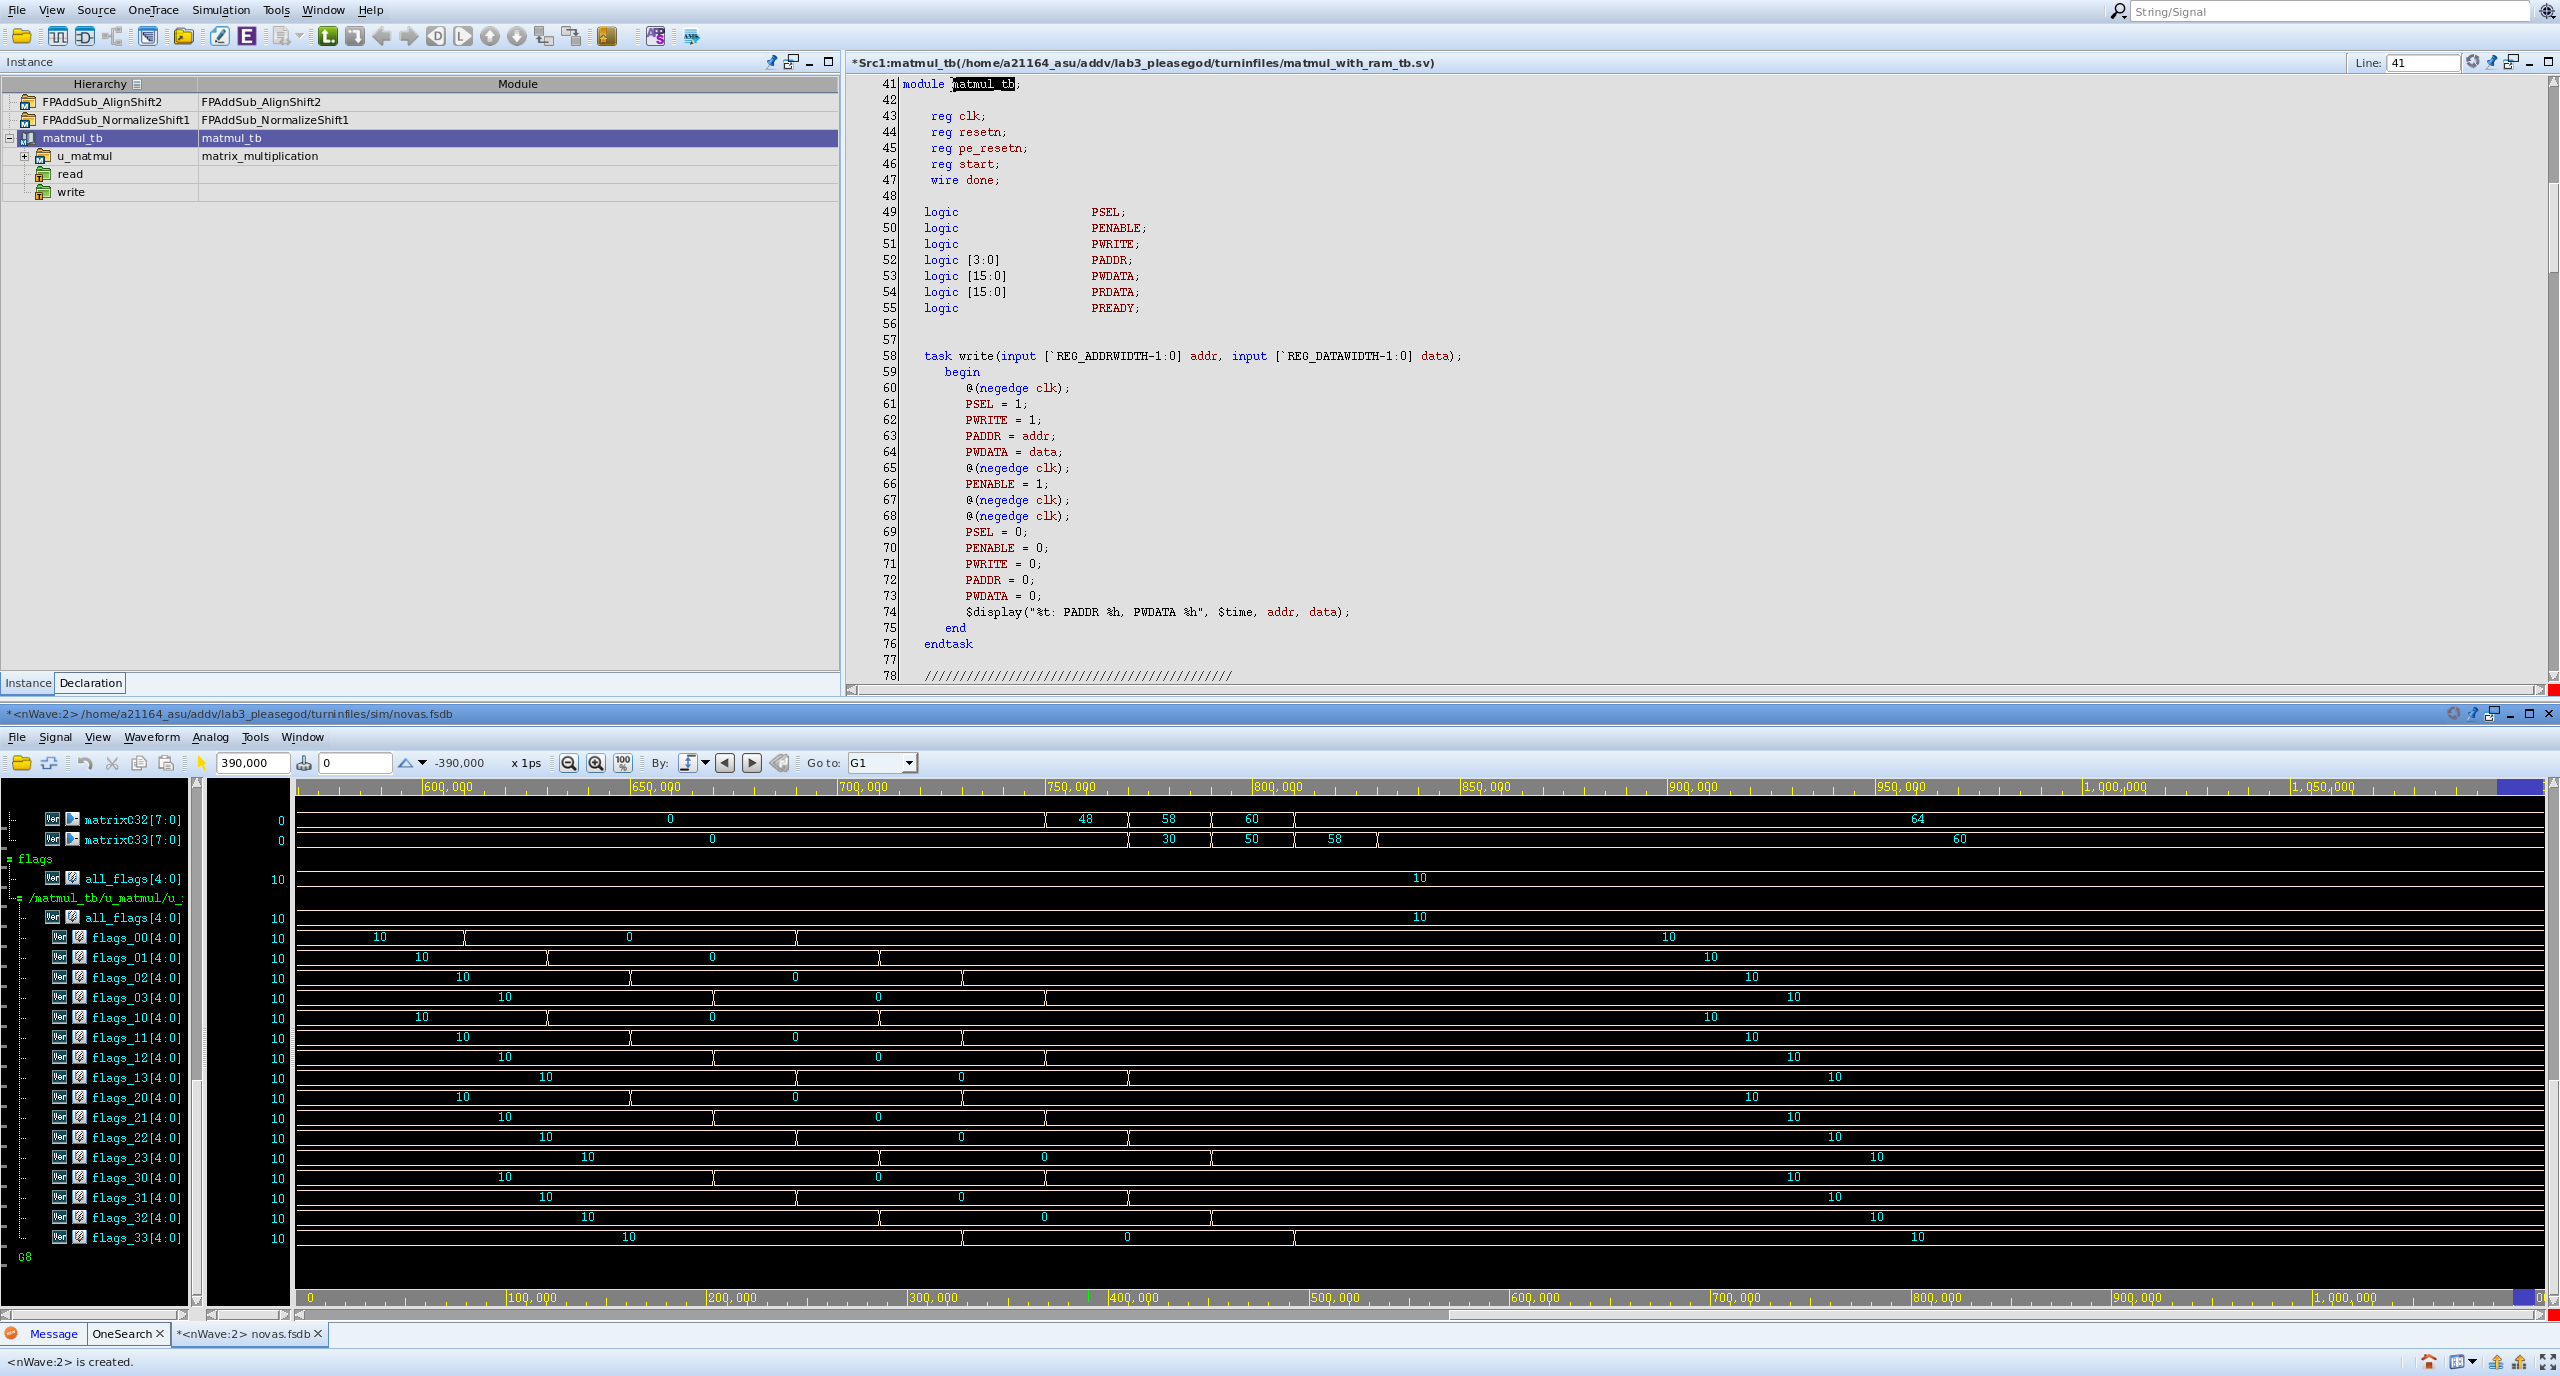 File View Source OneTrace Simulation Tools Window Help
String/Signal
Instance
Hierarchy Module
FPAddSub_AlignShift2 FPAddSub_AlignShift2
FPAddSub_NormalizeShift1 FPAddSub_NormalizeShift1
matmul_tb matmul_tb
u_matmul matrix_multiplication
read
write
Instance Declaration
*Src1:matmul_tb(/home/a21164_asu/addv/lab3_pleasegod/turninfiles/matmul_with_ram_tb.sv) Line: 41
41 module matmul_tb;
42
43 reg clk;
44 reg resetn;
45 reg pe_resetn;
46 reg start;
47 wire done;
48
49 logic PSEL;
50 logic PENABLE;
51 logic PWRITE;
52 logic [3:0] PADDR;
53 logic [15:0] PWDATA;
54 logic [15:0] PRDATA;
55 logic PREADY;
56
57
58 task write(input [`REG_ADDRWIDTH-1:0] addr, input [`REG_DATAWIDTH-1:0] data);
59 begin
60 @(negedge clk);
61 PSEL = 1;
62 PWRITE = 1;
63 PADDR = addr;
64 PWDATA = data;
65 @(negedge clk);
66 PENABLE = 1;
67 @(negedge clk);
68 @(negedge clk);
69 PSEL = 0;
70 PENABLE = 0;
71 PWRITE = 0;
72 PADDR = 0;
73 PWDATA = 0;
74 $display("%t: PADDR %h, PWDATA %h", $time, addr, data);
75 end
76 endtask
77
78 ////////////////////////////////////////////
*<nWave:2> /home/a21164_asu/addv/lab3_pleasegod/turninfiles/sim/novas.fsdb
File Signal View Waveform Analog Tools Window
390,000 0 -390,000 x 1ps 100% By: Go to: G1
600,000 650,000 700,000 750,000 800,000 850,000 900,000 950,000 1,000,000 1,050,000
matrixC32[7:0] 0 0 48 58 60 64
matrixC33[7:0] 0 0 30 50 58 60
flags
all_flags[4:0] 10 10
/matmul_tb/u_matmul/u_
all_flags[4:0] 10 10
flags_00[4:0] 10 10 0 10
flags_01[4:0] 10 10 0 10
flags_02[4:0] 10 10 0 10
flags_03[4:0] 10 10 0 10
flags_10[4:0] 10 10 0 10
flags_11[4:0] 10 10 0 10
flags_12[4:0] 10 10 0 10
flags_13[4:0] 10 10 0 10
flags_20[4:0] 10 10 0 10
flags_21[4:0] 10 10 0 10
flags_22[4:0] 10 10 0 10
flags_23[4:0] 10 10 0 10
flags_30[4:0] 10 10 0 10
flags_31[4:0] 10 10 0 10
flags_32[4:0] 10 10 0 10
flags_33[4:0] 10 10 0 10
G8
0 100,000 200,000 300,000 400,000 500,000 600,000 700,000 800,000 900,000 1,000,000
Message OneSearch *<nWave:2> novas.fsdb
<nWave:2> is created.